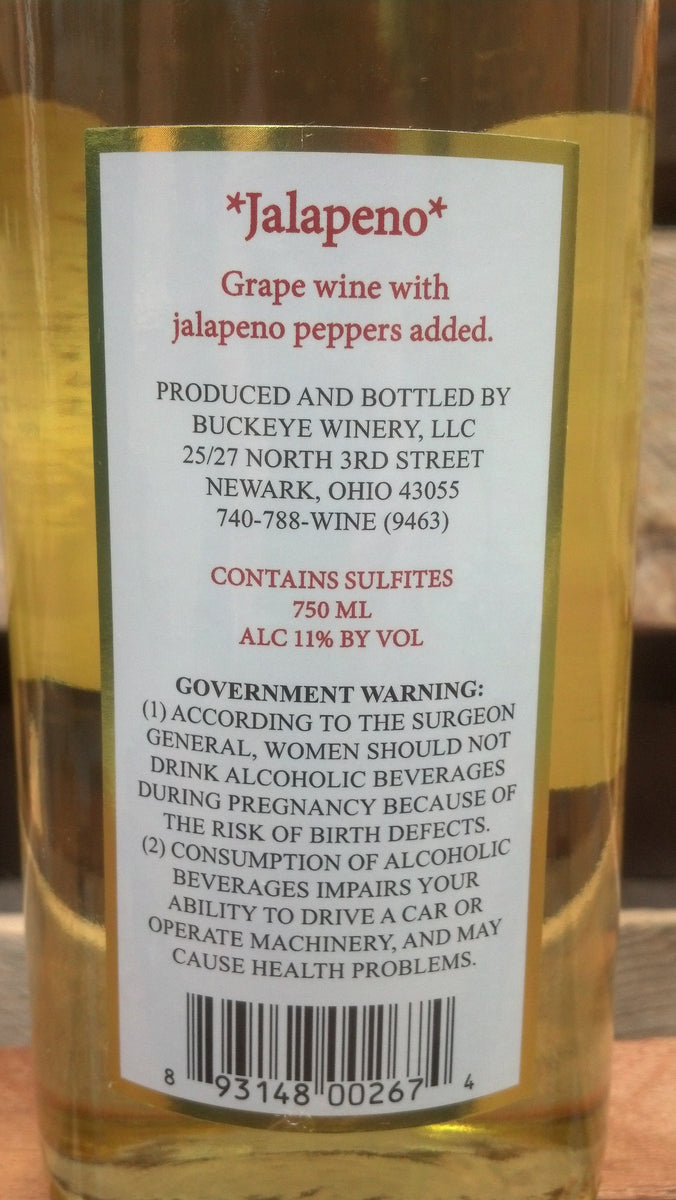 *Jalapeno*
Grape wine with
jalapeno peppers added.
PRODUCED AND BOTTLED BY
BUCKEYE WINERY, LLC
25/27 NORTH 3RD STREET
NEWARK, OHIO 43055
740-788-WINE (9463)
CONTAINS SULFITES
750 ML
ALC 11% BY VOL
GOVERNMENT WARNING:
(1) ACCORDING TO THE SURGEON
GENERAL, WOMEN SHOULD NOT
DRINK ALCOHOLIC BEVERAGES
DURING PREGNANCY BECAUSE OF
THE RISK OF BIRTH DEFECTS.
(2) CONSUMPTION OF ALCOHOLIC
BEVERAGES IMPAIRS YOUR
ABILITY TO DRIVE A CAR OR
OPERATE MACHINERY, AND MAY
CAUSE HEALTH PROBLEMS.
8 93148 00267 4